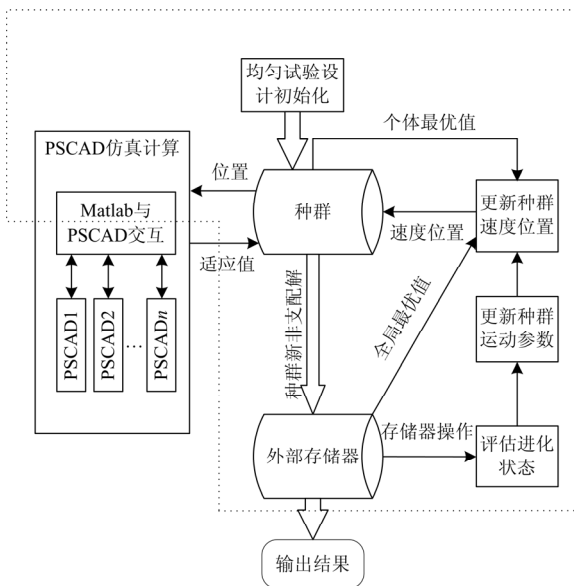 均匀试验设
计初始化
个体最优值
PSCAD仿真计算
位置
Matlab与
PSCAD交互
种群
更新种群
速度位置
速度位置
适应值
PSCAD1
PSCAD2
…
PSCADn
种群新非支配解
全局最优值
更新种群
运动参数
外部存储器
存储器操作
评估进化
状态
输出结果